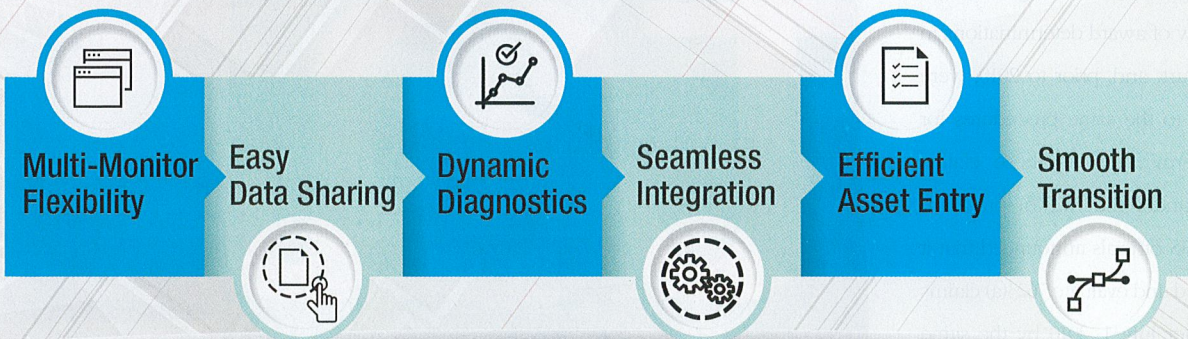 Multi-Monitor
Flexibility
Easy
Data Sharing
Dynamic
Diagnostics
Seamless
Integration
Efficient
Asset Entry
Smooth
Transition